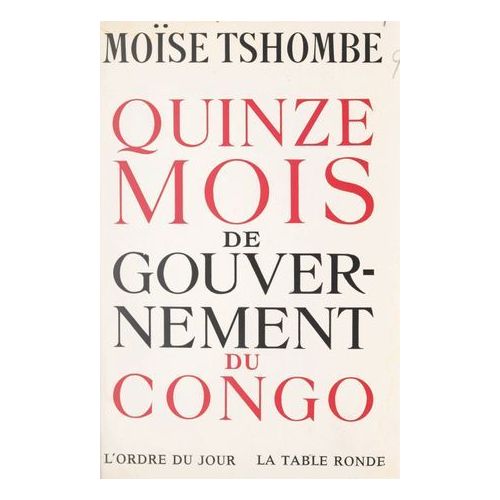 MOÏSE TSHOMBE
QUINZE
MOIS
DE
GOUVER-
NEMENT
DU
CONGO
L'ORDRE DU JOUR LA TABLE RONDE